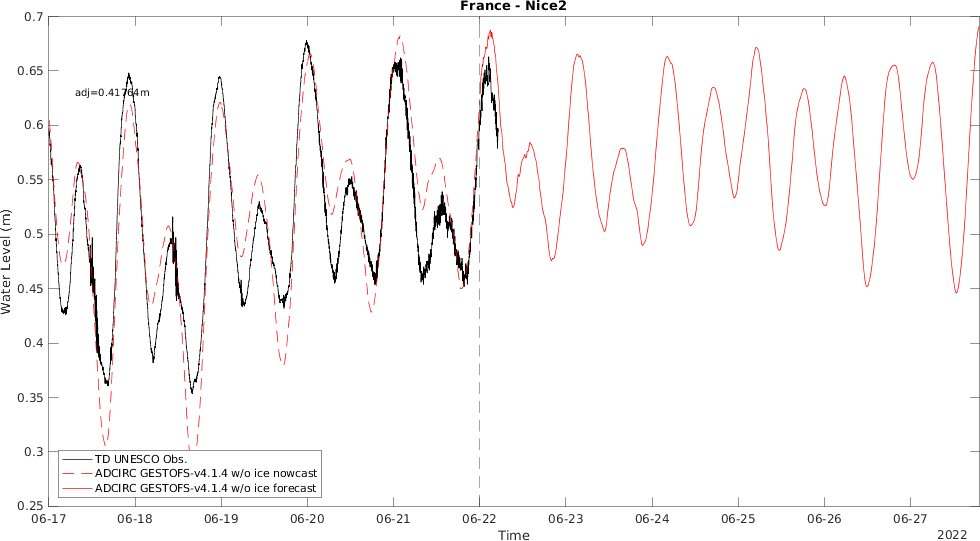 France - Nice2
0.7
0.65
0.6
0.55
0.5
0.45
0.4
0.35
0.3
0.25
Water Level (m)
adj=0.41764m
TD UNESCO Obs.
ADCIRC GESTOFS-v4.1.4 w/o ice nowcast
ADCIRC GESTOFS-v4.1.4 w/o ice forecast
06-17 06-18 06-19 06-20 06-21 06-22 06-23 06-24 06-25 06-26 06-27
Time
2022